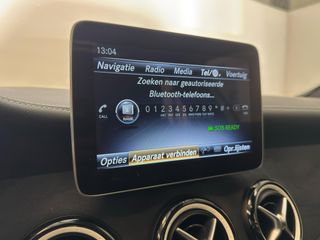 13:04
Navigatie Radio Media Tel/ Voertuig
Zoeken naar geautoriseerde
Bluetooth-telefoons...
CALL 0 1 2 3 4 5 6 7 8 9 * #
SOS READY
Opties Apparaat verbinden Opr.lijsten